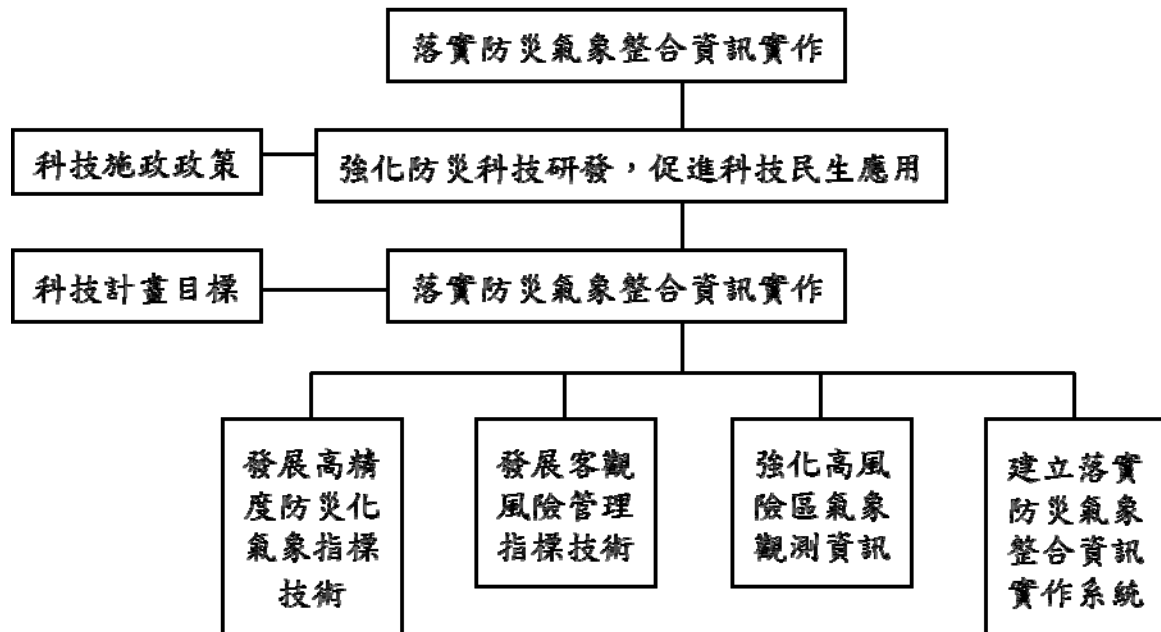 落實防災氣象整合資訊實作
科技施政政策
強化防災科技研發，促進科技民生應用
科技計畫目標
落實防災氣象整合資訊實作
發展高精
度防災化
氣象指標
技術
發展客觀
風險管理
指標技術
強化高風
險區氣象
觀測資訊
建立落實
防災氣象
整合資訊
實作系統